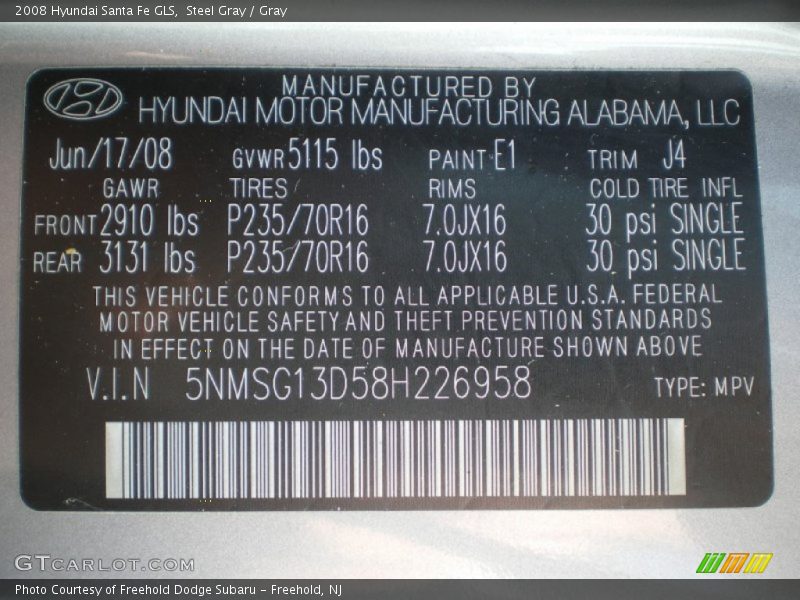 2008 Hyundai Santa Fe GLS,  Steel Gray / Gray
MANUFACTURED BY
HYUNDAI MOTOR MANUFACTURING ALABAMA, LLC
Jun/17/08 GVWR 5115 lbs PAINT E1 TRIM J4
GAWR TIRES RIMS COLD TIRE INFL
FRONT 2910 lbs P235/70R16 7.0JX16 30 psi SINGLE
REAR 3131 lbs P235/70R16 7.0JX16 30 psi SINGLE
THIS VEHICLE CONFORMS TO ALL APPLICABLE U.S.A. FEDERAL
MOTOR VEHICLE SAFETY AND THEFT PREVENTION STANDARDS
IN EFFECT ON THE DATE OF MANUFACTURE SHOWN ABOVE
V.I.N 5NMSG13D58H226958 TYPE: MPV
GTCARLOT.COM
Photo Courtesy of Freehold Dodge Subaru - Freehold, NJ